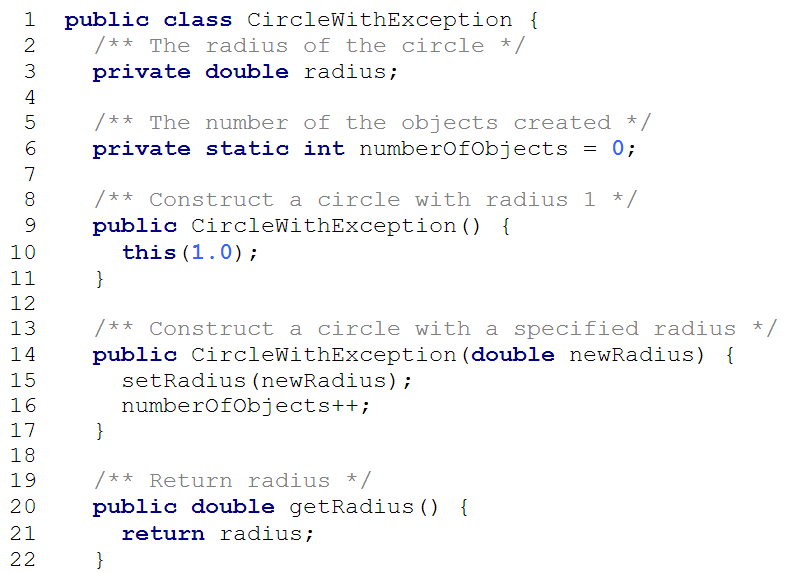 1 public class CircleWithException {
2 /** The radius of the circle */
3 private double radius;
4
5 /** The number of the objects created */
6 private static int numberOfObjects = 0;
7
8 /** Construct a circle with radius 1 */
9 public CircleWithException() {
10 this(1.0);
11 }
12
13 /** Construct a circle with a specified radius */
14 public CircleWithException(double newRadius) {
15 setRadius(newRadius);
16 numberOfObjects++;
17 }
18
19 /** Return radius */
20 public double getRadius() {
21 return radius;
22 }